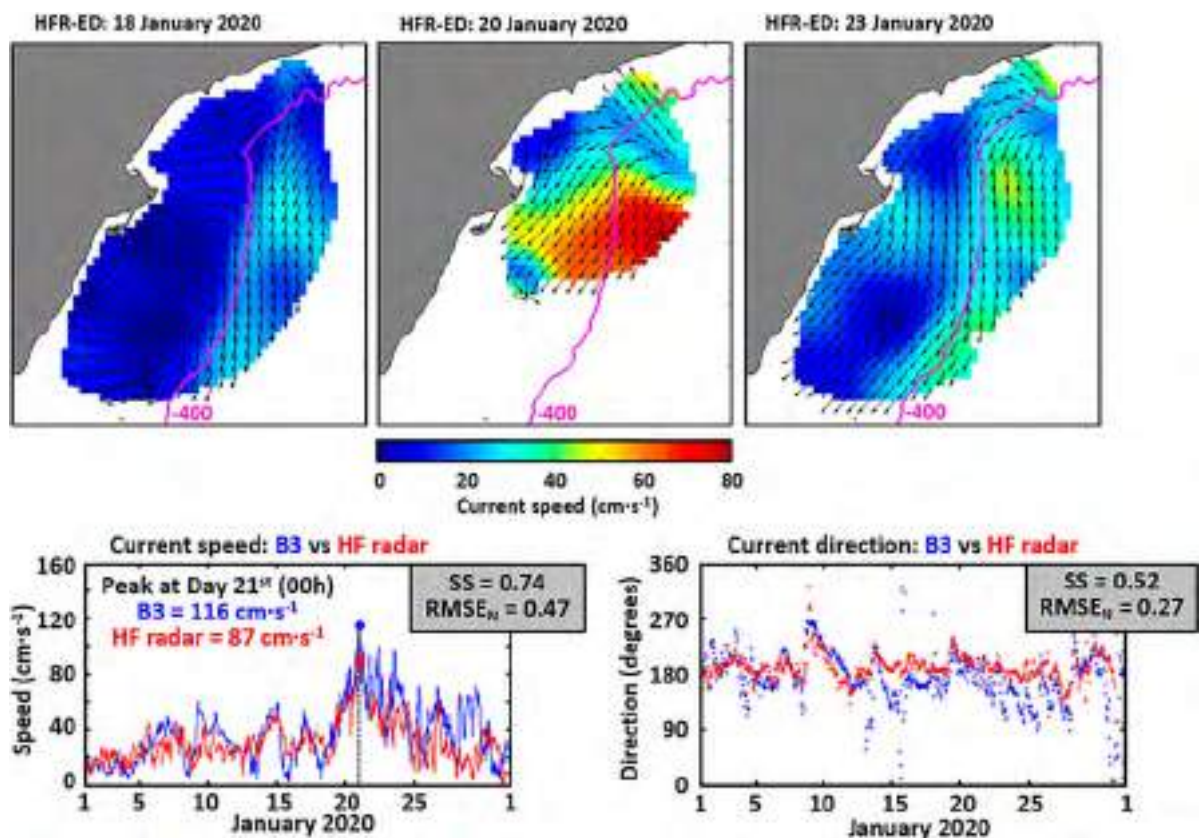 HFR-ED: 18 January 2020
HFR-ED: 20 January 2020
HFR-ED: 23 January 2020
-400
-400
-400
0 20 40 60 80
Current speed (cm·s⁻¹)
Current speed: B3 vs HF radar
160
120
80
40
0
Speed (cm·s⁻¹)
Peak at Day 21st (00h)
B3 = 116 cm·s⁻¹
HF radar = 87 cm·s⁻¹
SS = 0.74
RMSE_N = 0.47
1 5 10 15 20 25 1
January 2020
Current direction: B3 vs HF radar
360
270
180
90
0
Direction (degrees)
SS = 0.52
RMSE_N = 0.27
1 5 10 15 20 25 1
January 2020